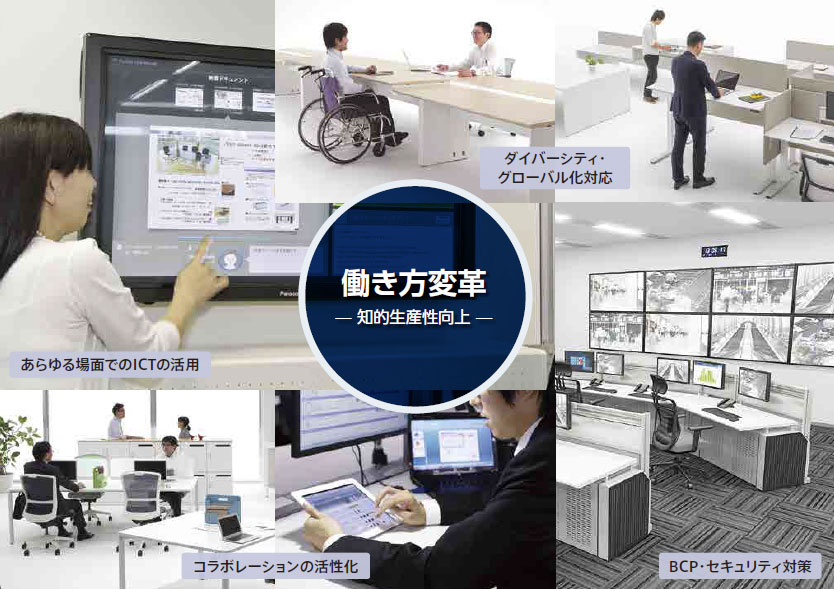 ダイバーシティ・
グローバル化対応
働き方変革
― 知的生産性向上 ―
あらゆる場面でのICTの活用
コラボレーションの活性化
BCP・セキュリティ対策